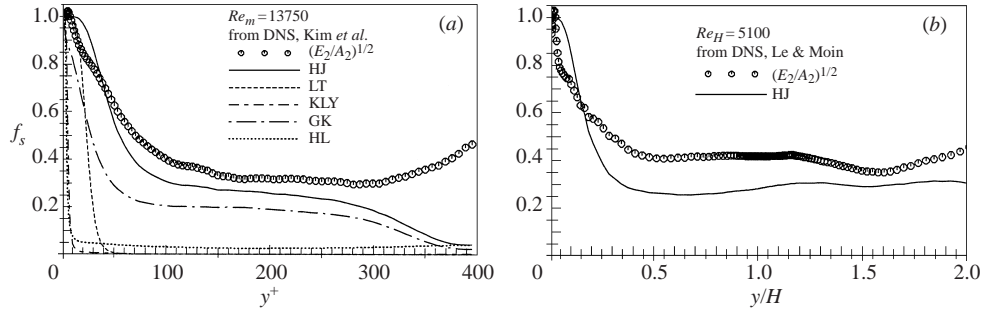 1.0
0.8
0.6
0.4
0.2
f_s
Re_m = 13750
from DNS, Kim et al.
(E_2/A_2)^{1/2}
HJ
LT
KLY
GK
HL
(a)
0
100
200
300
400
y^+
1.0
0.8
0.6
0.4
0.2
Re_H = 5100
from DNS, Le & Moin
(E_2/A_2)^{1/2}
HJ
(b)
0
0.5
1.0
1.5
2.0
y/H